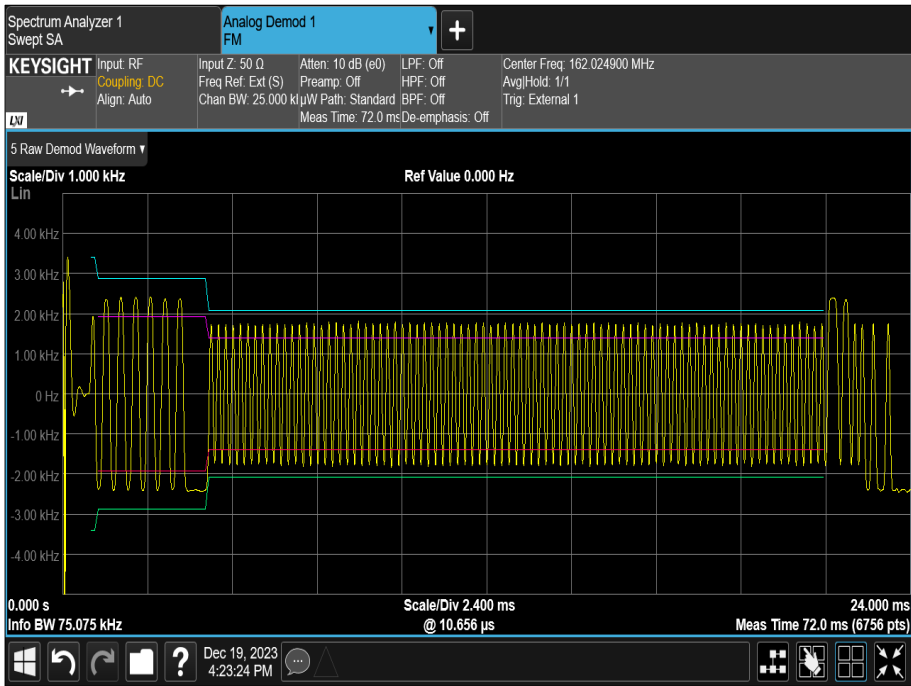 Spectrum Analyzer 1
Swept SA
Analog Demod 1
FM
KEYSIGHT
Input: RF
Coupling: DC
Align: Auto
Input Z: 50 Ω
Freq Ref: Ext (S)
Chan BW: 25.000 k
Atten: 10 dB (e0)
Preamp: Off
µW Path: Standard
Meas Time: 72.0 ms
LPF: Off
HPF: Off
BPF: Off
De-emphasis: Off
Center Freq: 162.024900 MHz
Avg|Hold: 1/1
Trig: External 1
LXI
5 Raw Demod Waveform
Scale/Div 1.000 kHz
Ref Value 0.000 Hz
Lin
4.00 kHz
3.00 kHz
2.00 kHz
1.00 kHz
0 Hz
-1.00 kHz
-2.00 kHz
-3.00 kHz
-4.00 kHz
0.000 s
Scale/Div 2.400 ms
24.000 ms
Info BW 75.075 kHz
@ 10.656 µs
Meas Time 72.0 ms (6756 pts)
?
Dec 19, 2023
4:23:24 PM